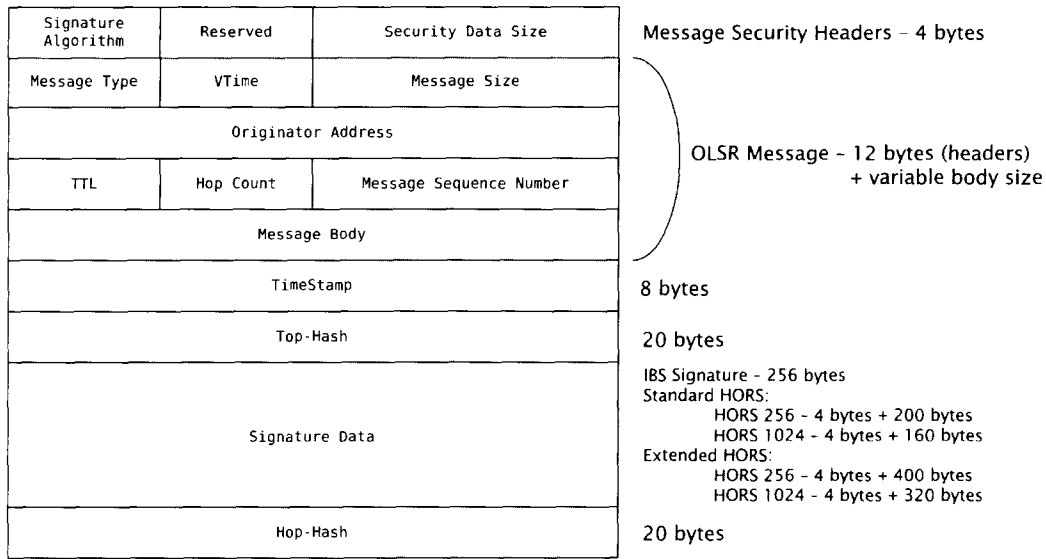 Signature
Algorithm
Reserved
Security Data Size
Message Security Headers – 4 bytes
Message Type
VTime
Message Size
Originator Address
OLSR Message – 12 bytes (headers)
+ variable body size
TTL
Hop Count
Message Sequence Number
Message Body
TimeStamp
8 bytes
Top-Hash
20 bytes
Signature Data
IBS Signature – 256 bytes
Standard HORS:
HORS 256 – 4 bytes + 200 bytes
HORS 1024 – 4 bytes + 160 bytes
Extended HORS:
HORS 256 – 4 bytes + 400 bytes
HORS 1024 – 4 bytes + 320 bytes
Hop-Hash
20 bytes